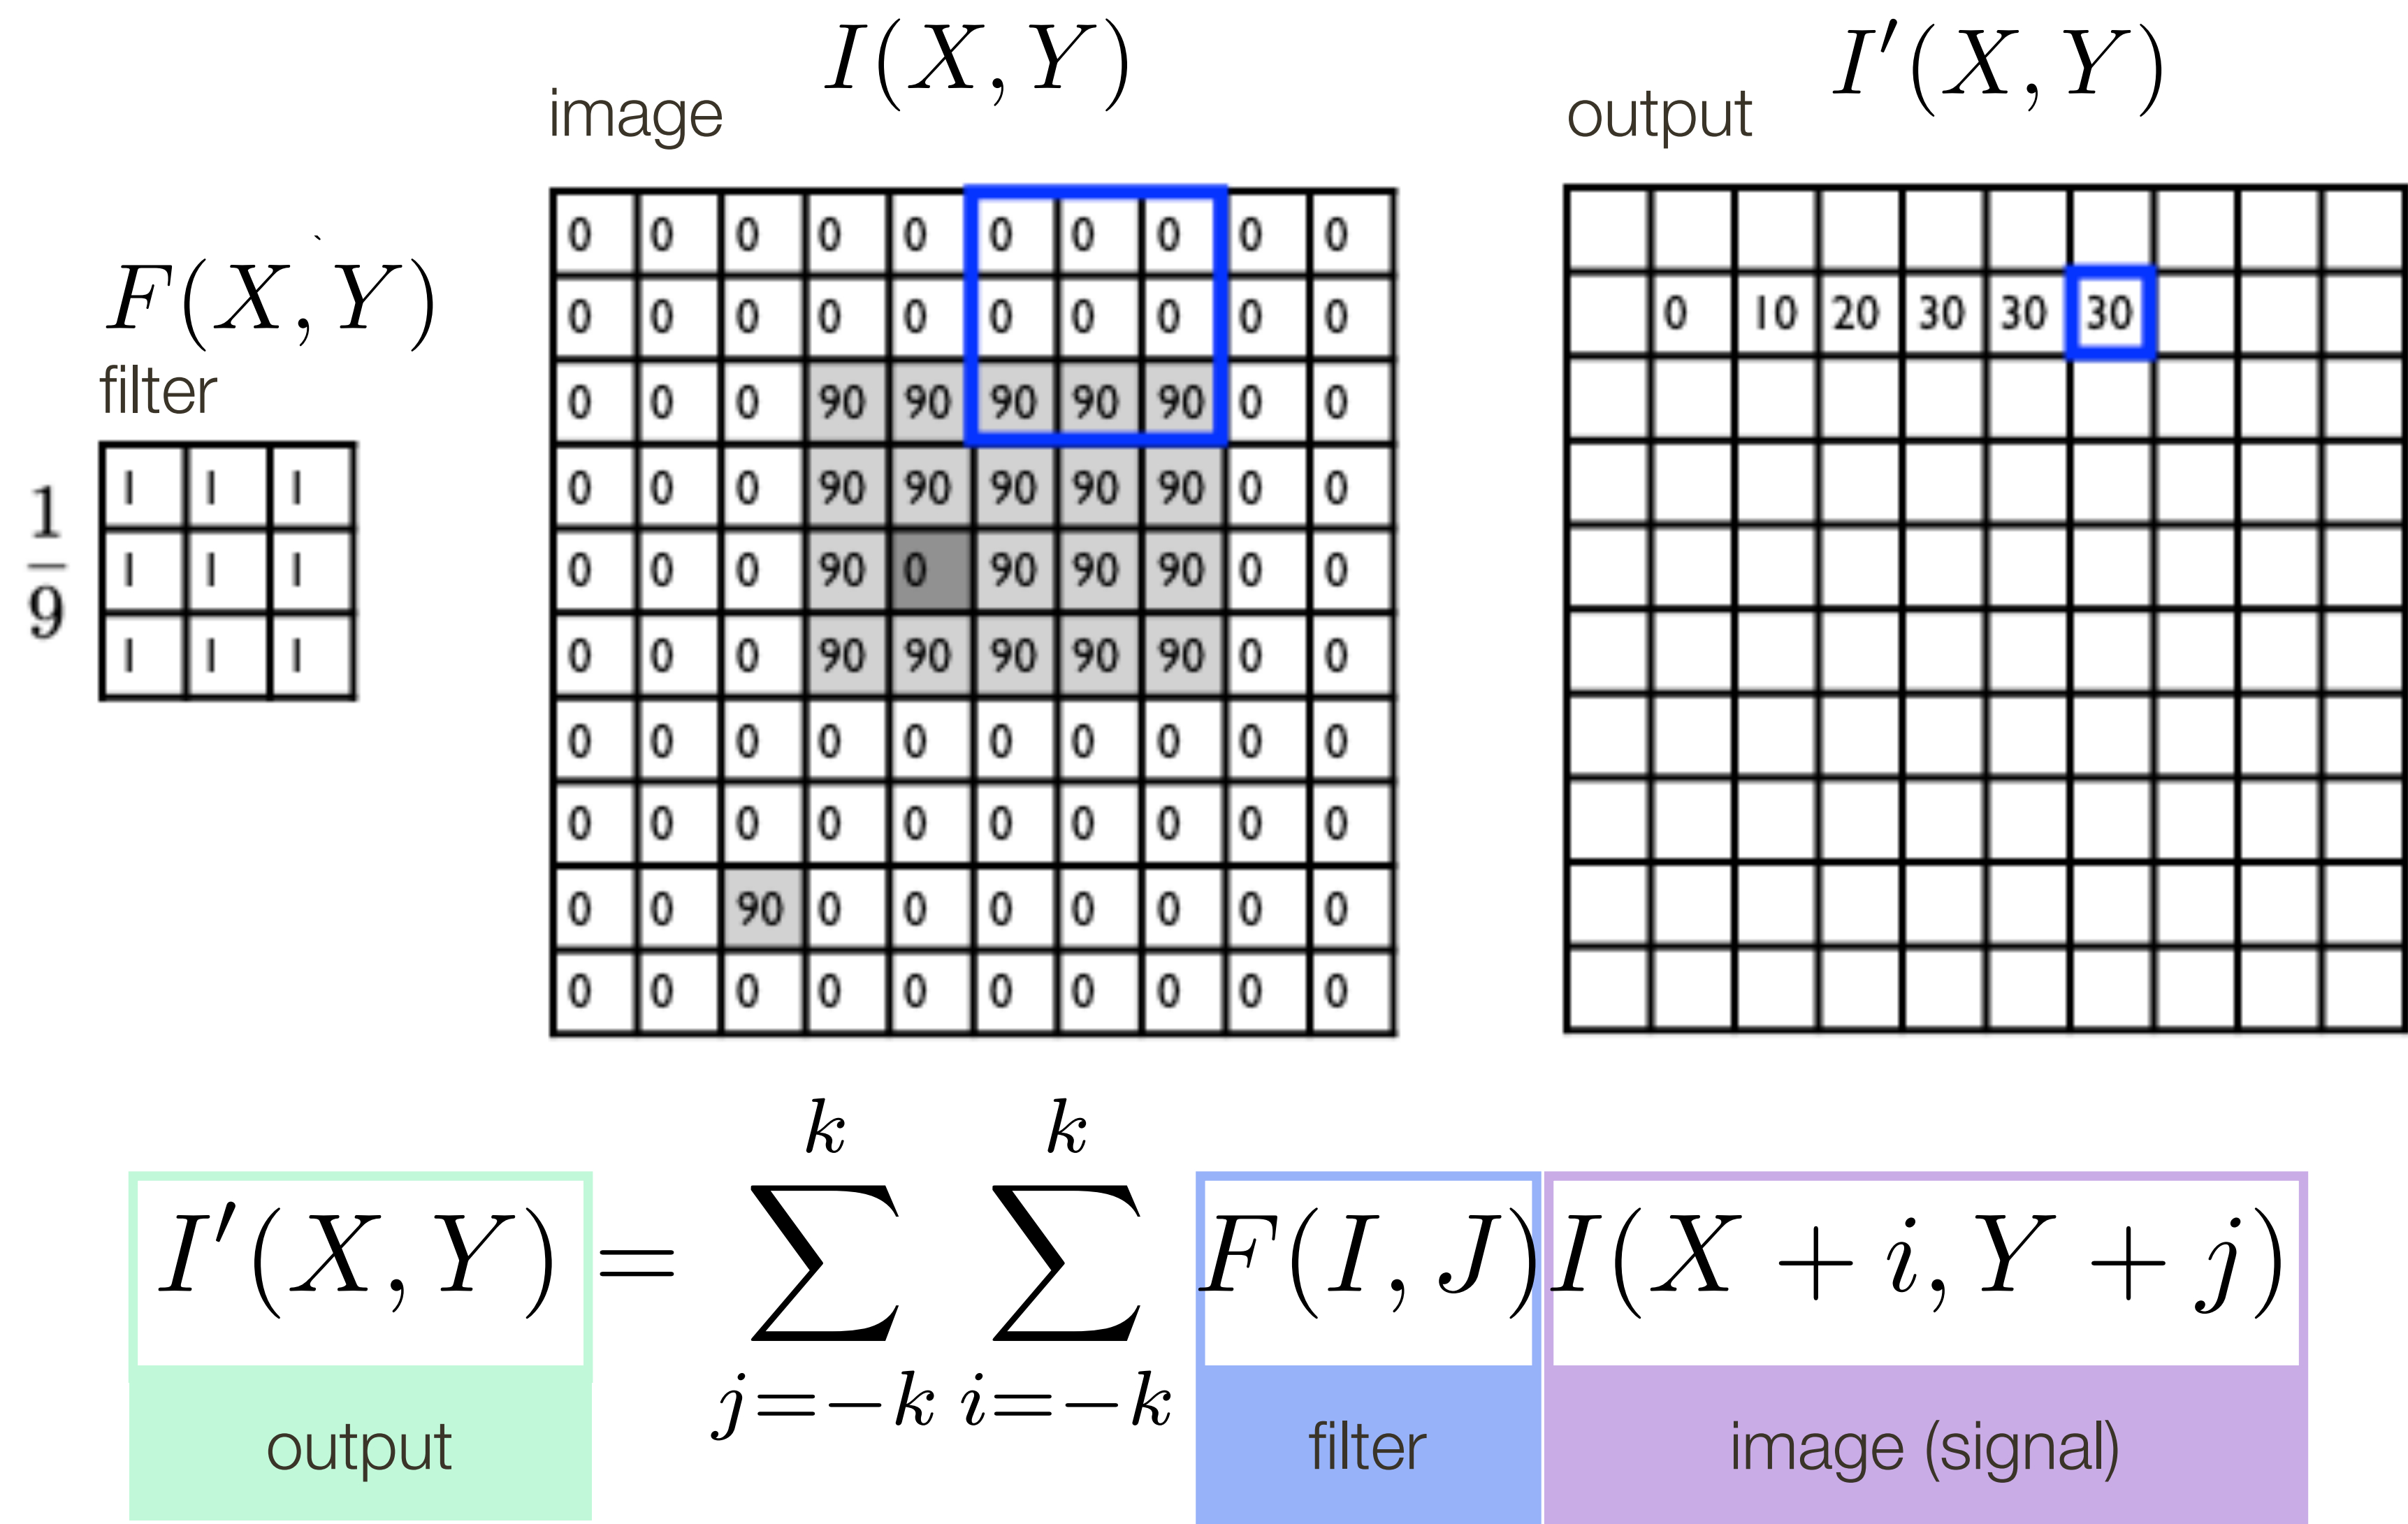 I(X, Y)
image
I′(X, Y)
output
F(X, Y)
filter
1/9
1 1 1
1 1 1
1 1 1
0 0 0 0 0 0 0 0 0 0
0 0 0 0 0 0 0 0 0 0
0 0 0 90 90 90 90 90 0 0
0 0 0 90 90 90 90 90 0 0
0 0 0 90 0 90 90 90 0 0
0 0 0 90 90 90 90 90 0 0
0 0 0 0 0 0 0 0 0 0
0 0 0 0 0 0 0 0 0 0
0 0 90 0 0 0 0 0 0 0
0 0 0 0 0 0 0 0 0 0
0 10 20 30 30 30
I′(X, Y) = ∑_{j=-k}^{k} ∑_{i=-k}^{k} F(I, J) I(X + i, Y + j)
output
filter
image (signal)